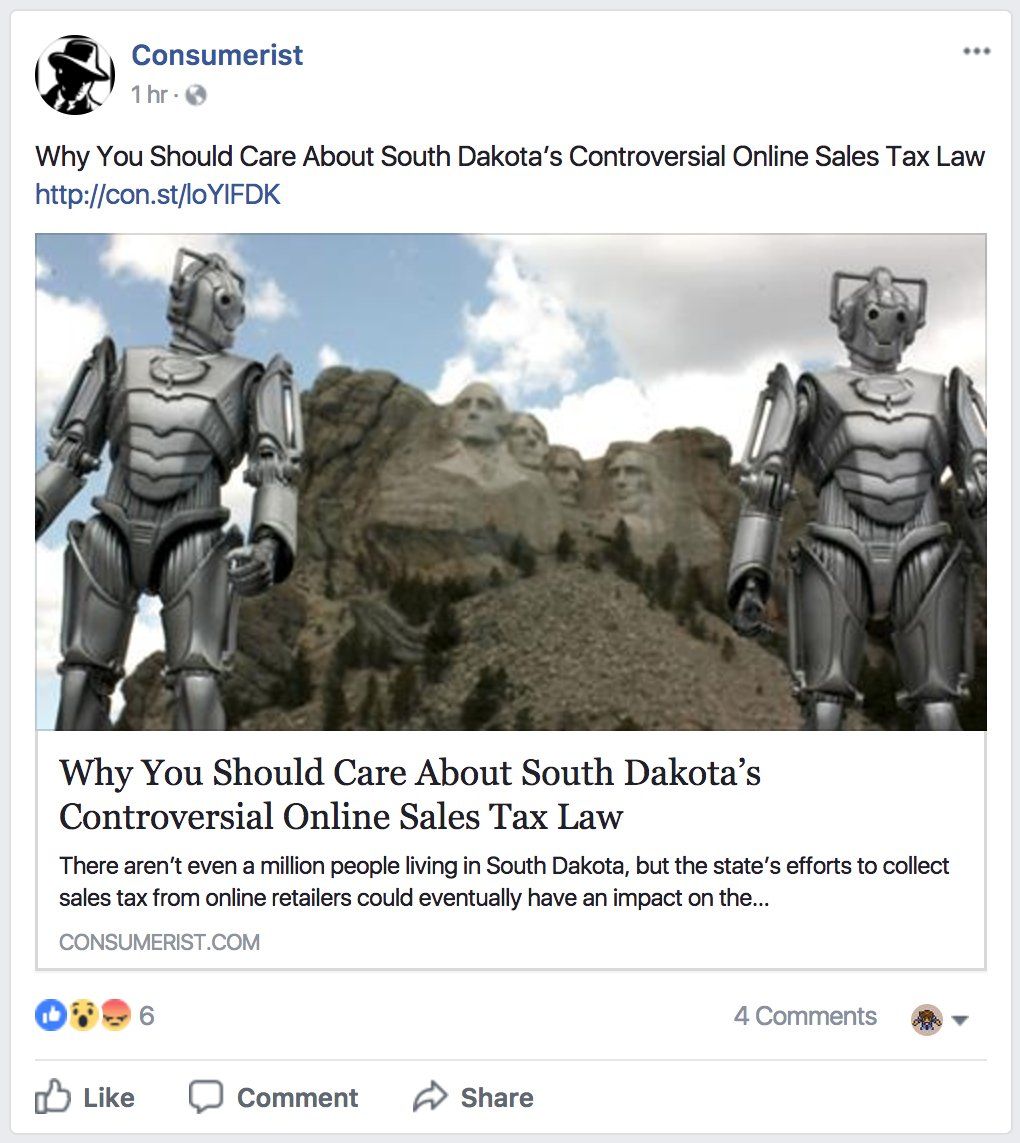 Consumerist
1 hr ·
Why You Should Care About South Dakota's Controversial Online Sales Tax Law
http://con.st/loYIFDK
Why You Should Care About South Dakota's
Controversial Online Sales Tax Law
There aren't even a million people living in South Dakota, but the state's efforts to collect
sales tax from online retailers could eventually have an impact on the...
CONSUMERIST.COM
6
4 Comments
Like
Comment
Share